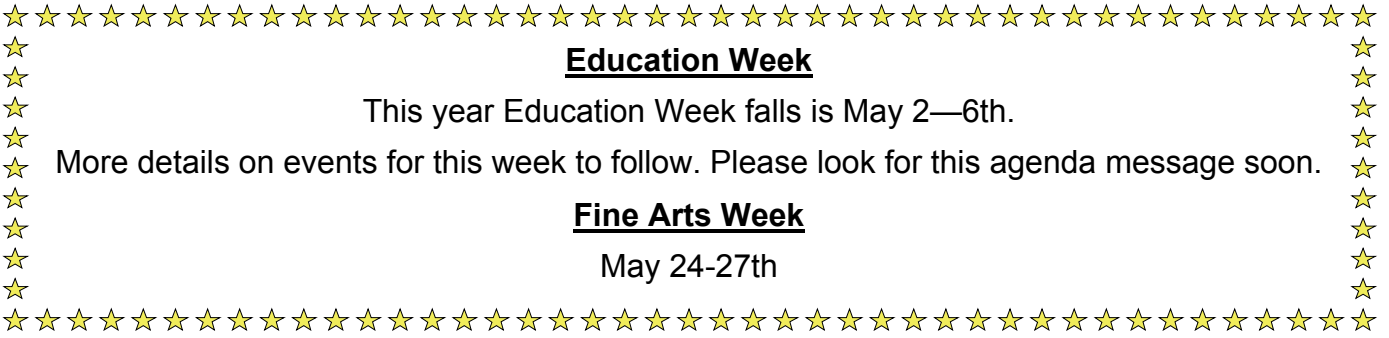 Education Week
This year Education Week falls is May 2—6th.
More details on events for this week to follow. Please look for this agenda message soon.
Fine Arts Week
May 24-27th